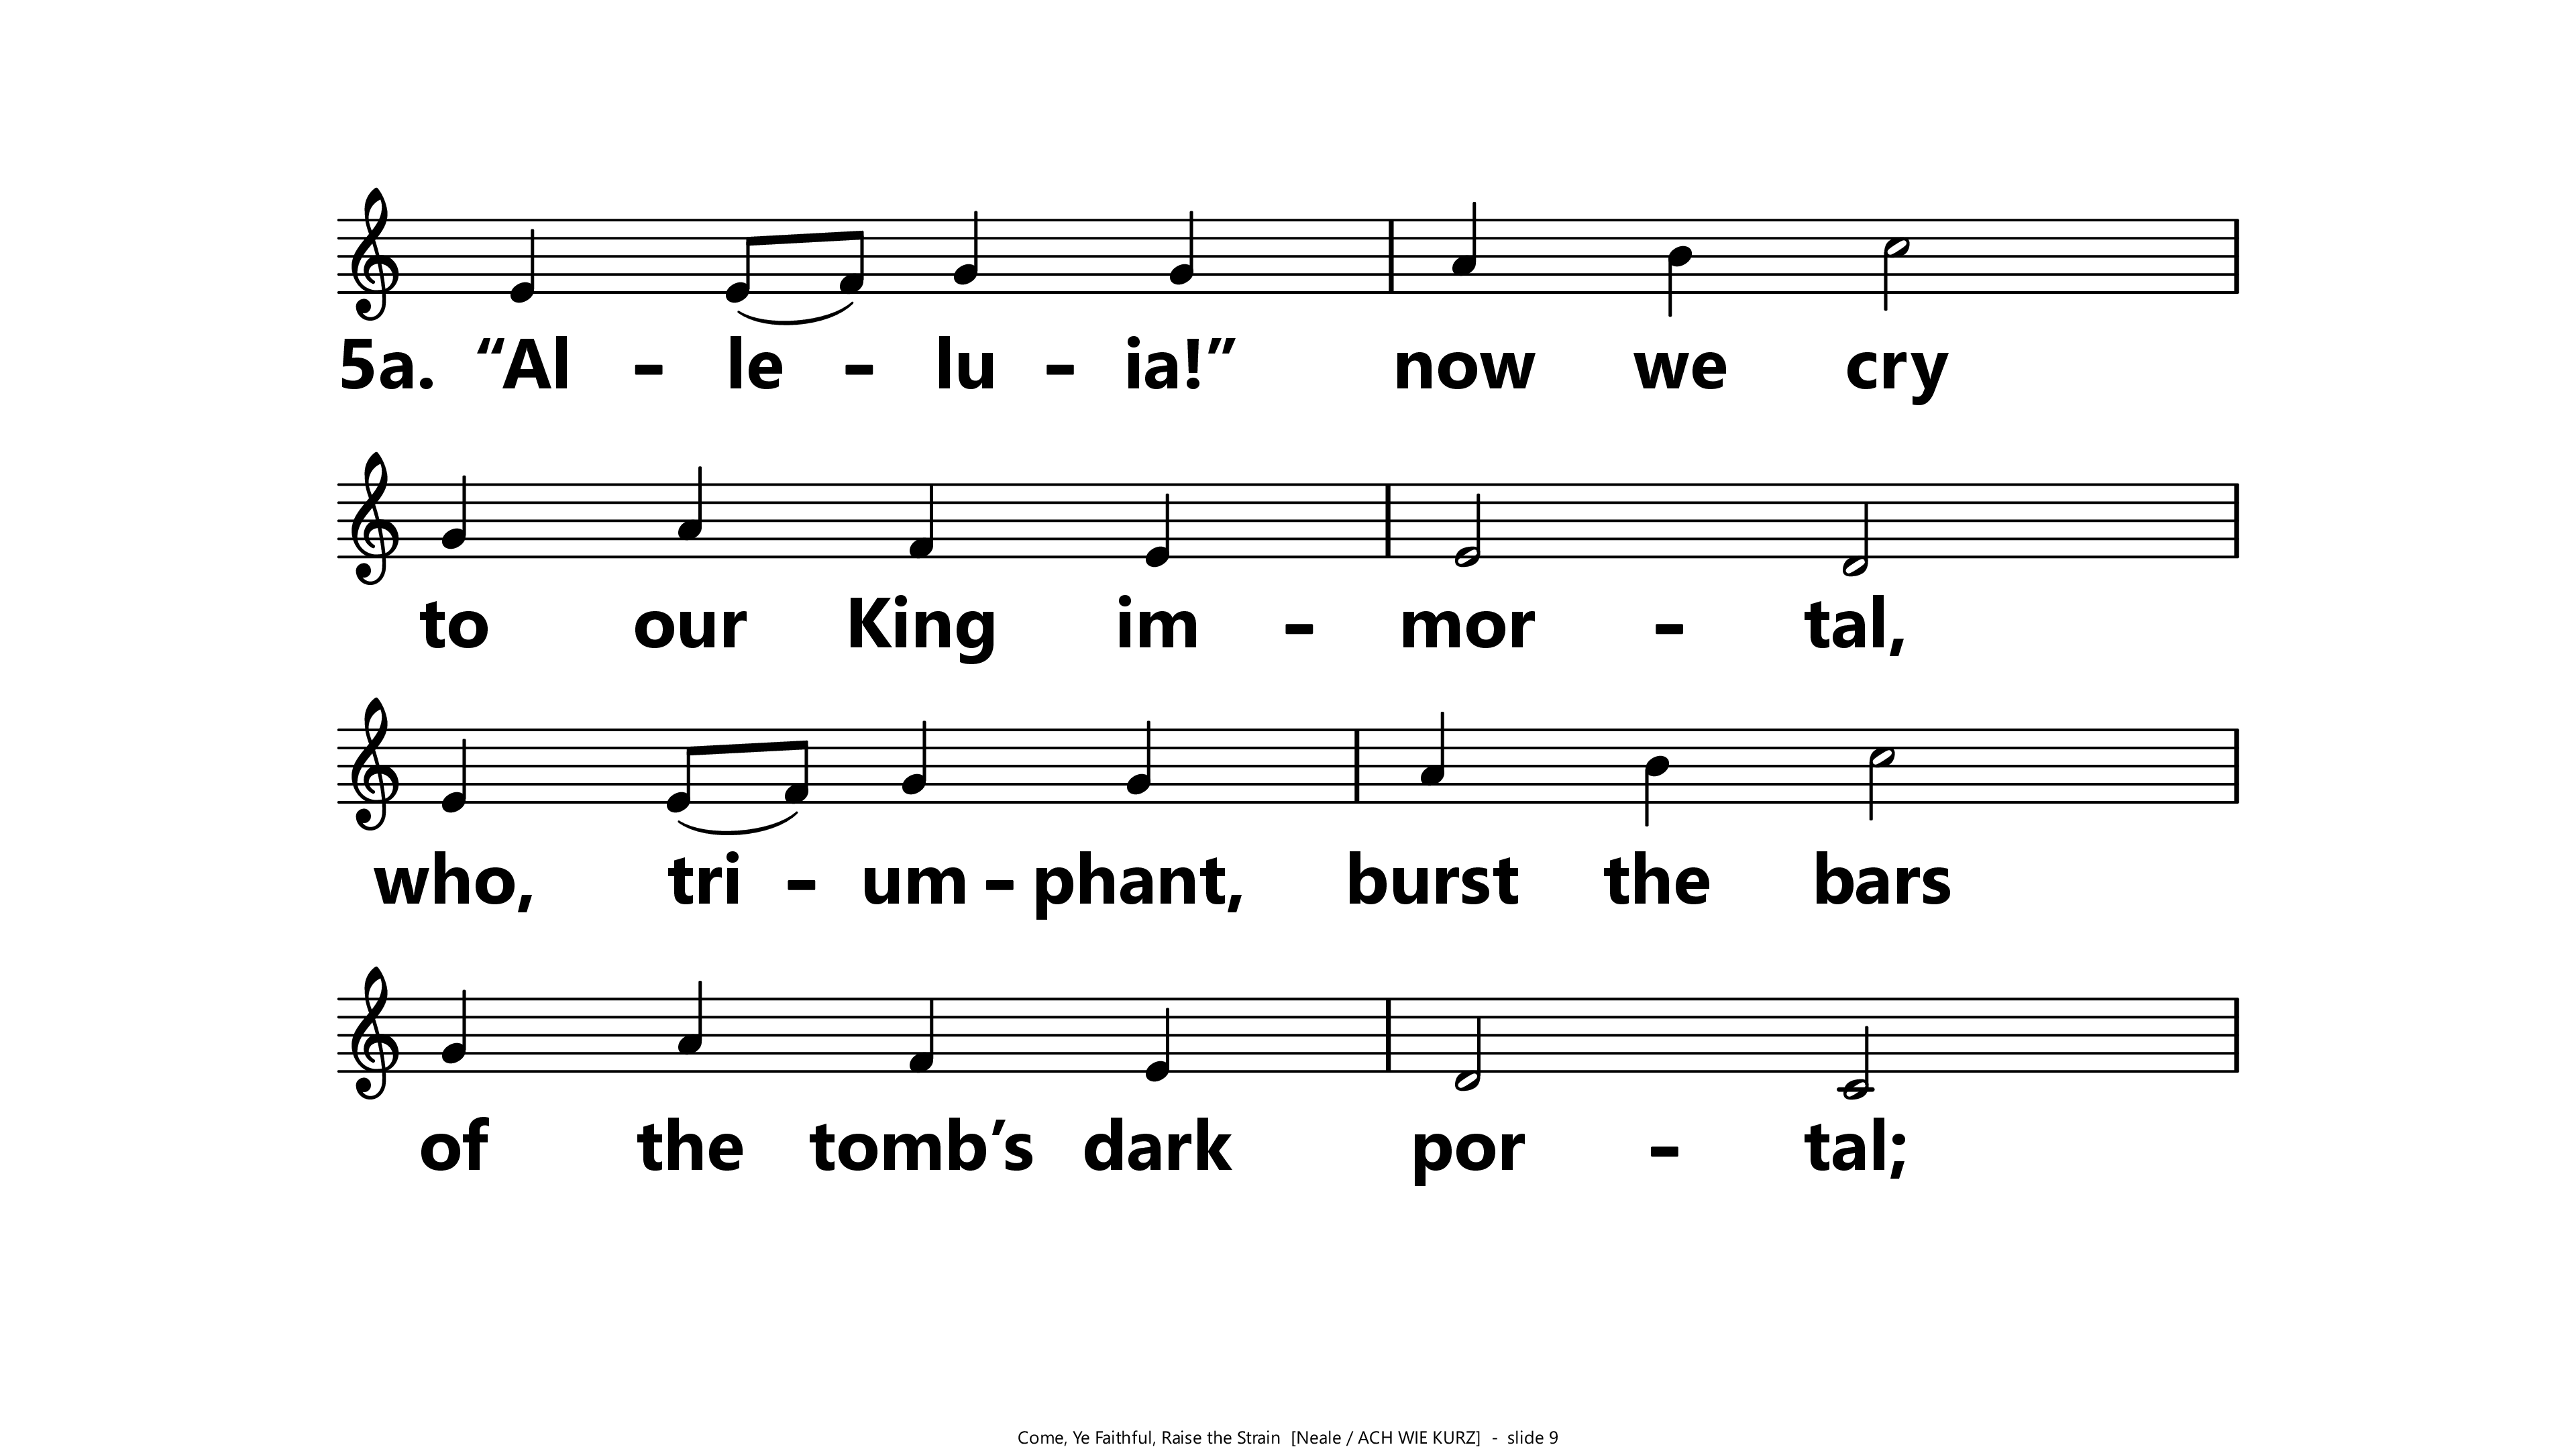 5a. “Al – le – lu – ia!” now we cry
to our King im – mor – tal,
who, tri – um – phant, burst the bars
of the tomb’s dark por – tal;
Come, Ye Faithful, Raise the Strain [Neale / ACH WIE KURZ] - slide 9